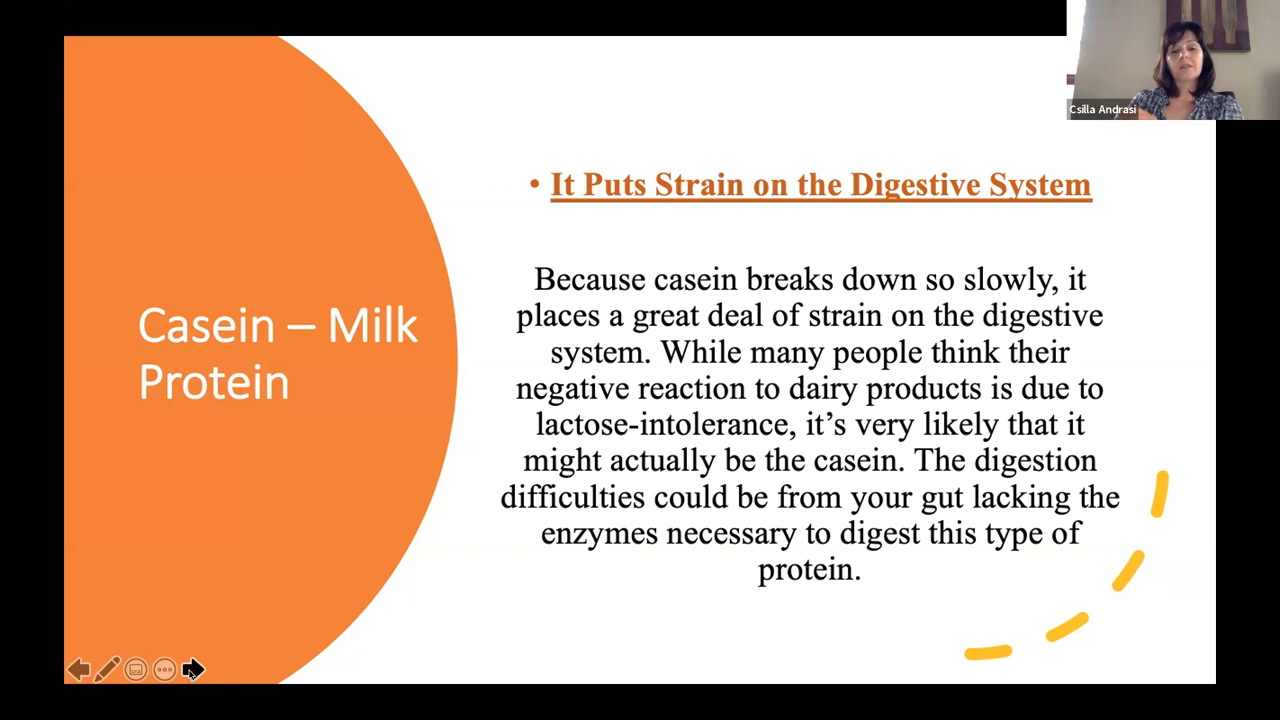 Csilla Andrasi
• It Puts Strain on the Digestive System
Because casein breaks down so slowly, it
places a great deal of strain on the digestive
system. While many people think their
negative reaction to dairy products is due to
lactose-intolerance, it’s very likely that it
might actually be the casein. The digestion
difficulties could be from your gut lacking the
enzymes necessary to digest this type of
protein.
Casein – Milk
Protein